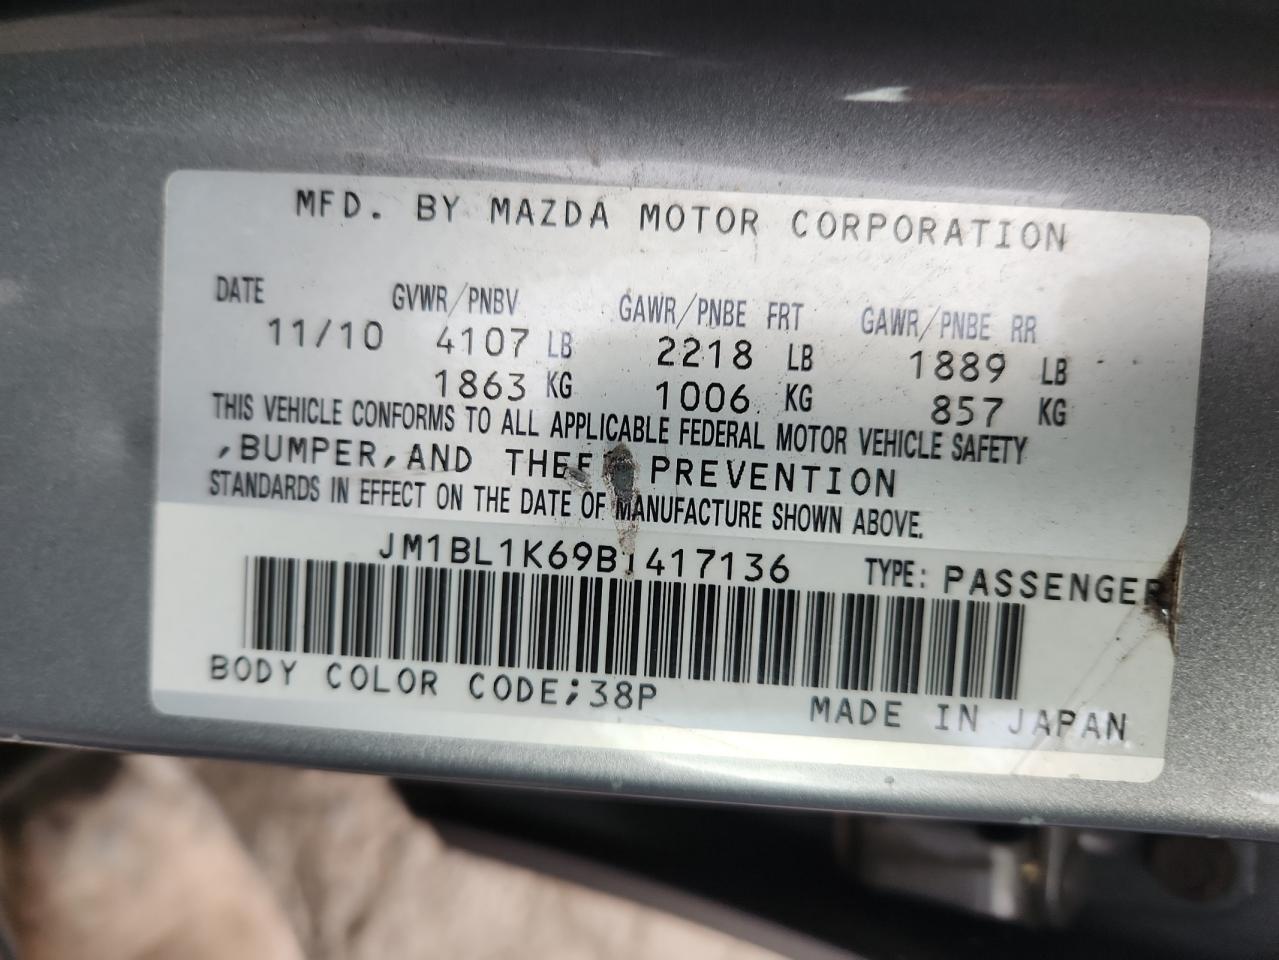 MFD. BY MAZDA MOTOR CORPORATION
DATE GVWR/PNBV GAWR/PNBE FRT GAWR/PNBE RR
11/10 4107 LB 2218 LB 1889 LB
1863 KG 1006 KG 857 KG
THIS VEHICLE CONFORMS TO ALL APPLICABLE FEDERAL MOTOR VEHICLE SAFETY
,BUMPER,AND THEFT PREVENTION
STANDARDS IN EFFECT ON THE DATE OF MANUFACTURE SHOWN ABOVE.
JM1BL1K69B1417136 TYPE: PASSENGER
BODY COLOR CODE;38P MADE IN JAPAN